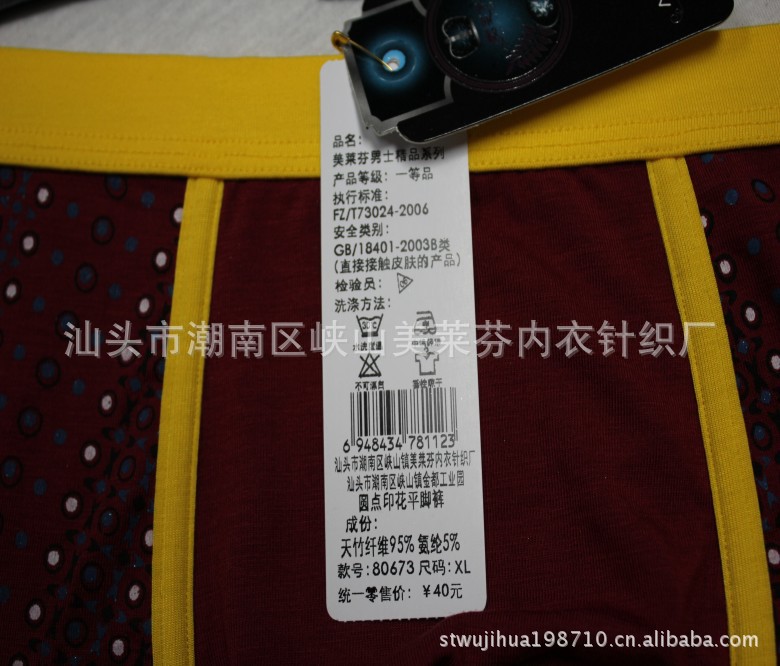 品名:
美莱芬男士精品系列
产品等级: 一等品
执行标准:
FZ/T73024-2006
安全类别:
GB/18401-2003B类
(直接接触皮肤的产品)
检验员:
洗涤方法:
汕头市潮南区峡山美莱芬内衣针织厂
不可漂白
6 948434 781123
汕头市潮南区峡山镇美莱芬内衣针织厂
汕头市潮南区峡山镇金都工业园
圆点印花平脚裤
成份:
天竹纤维95% 氨纶5%
款号: 80673 尺码: XL
统一零售价: ¥40元
stwujihua198710.cn.alibaba.com